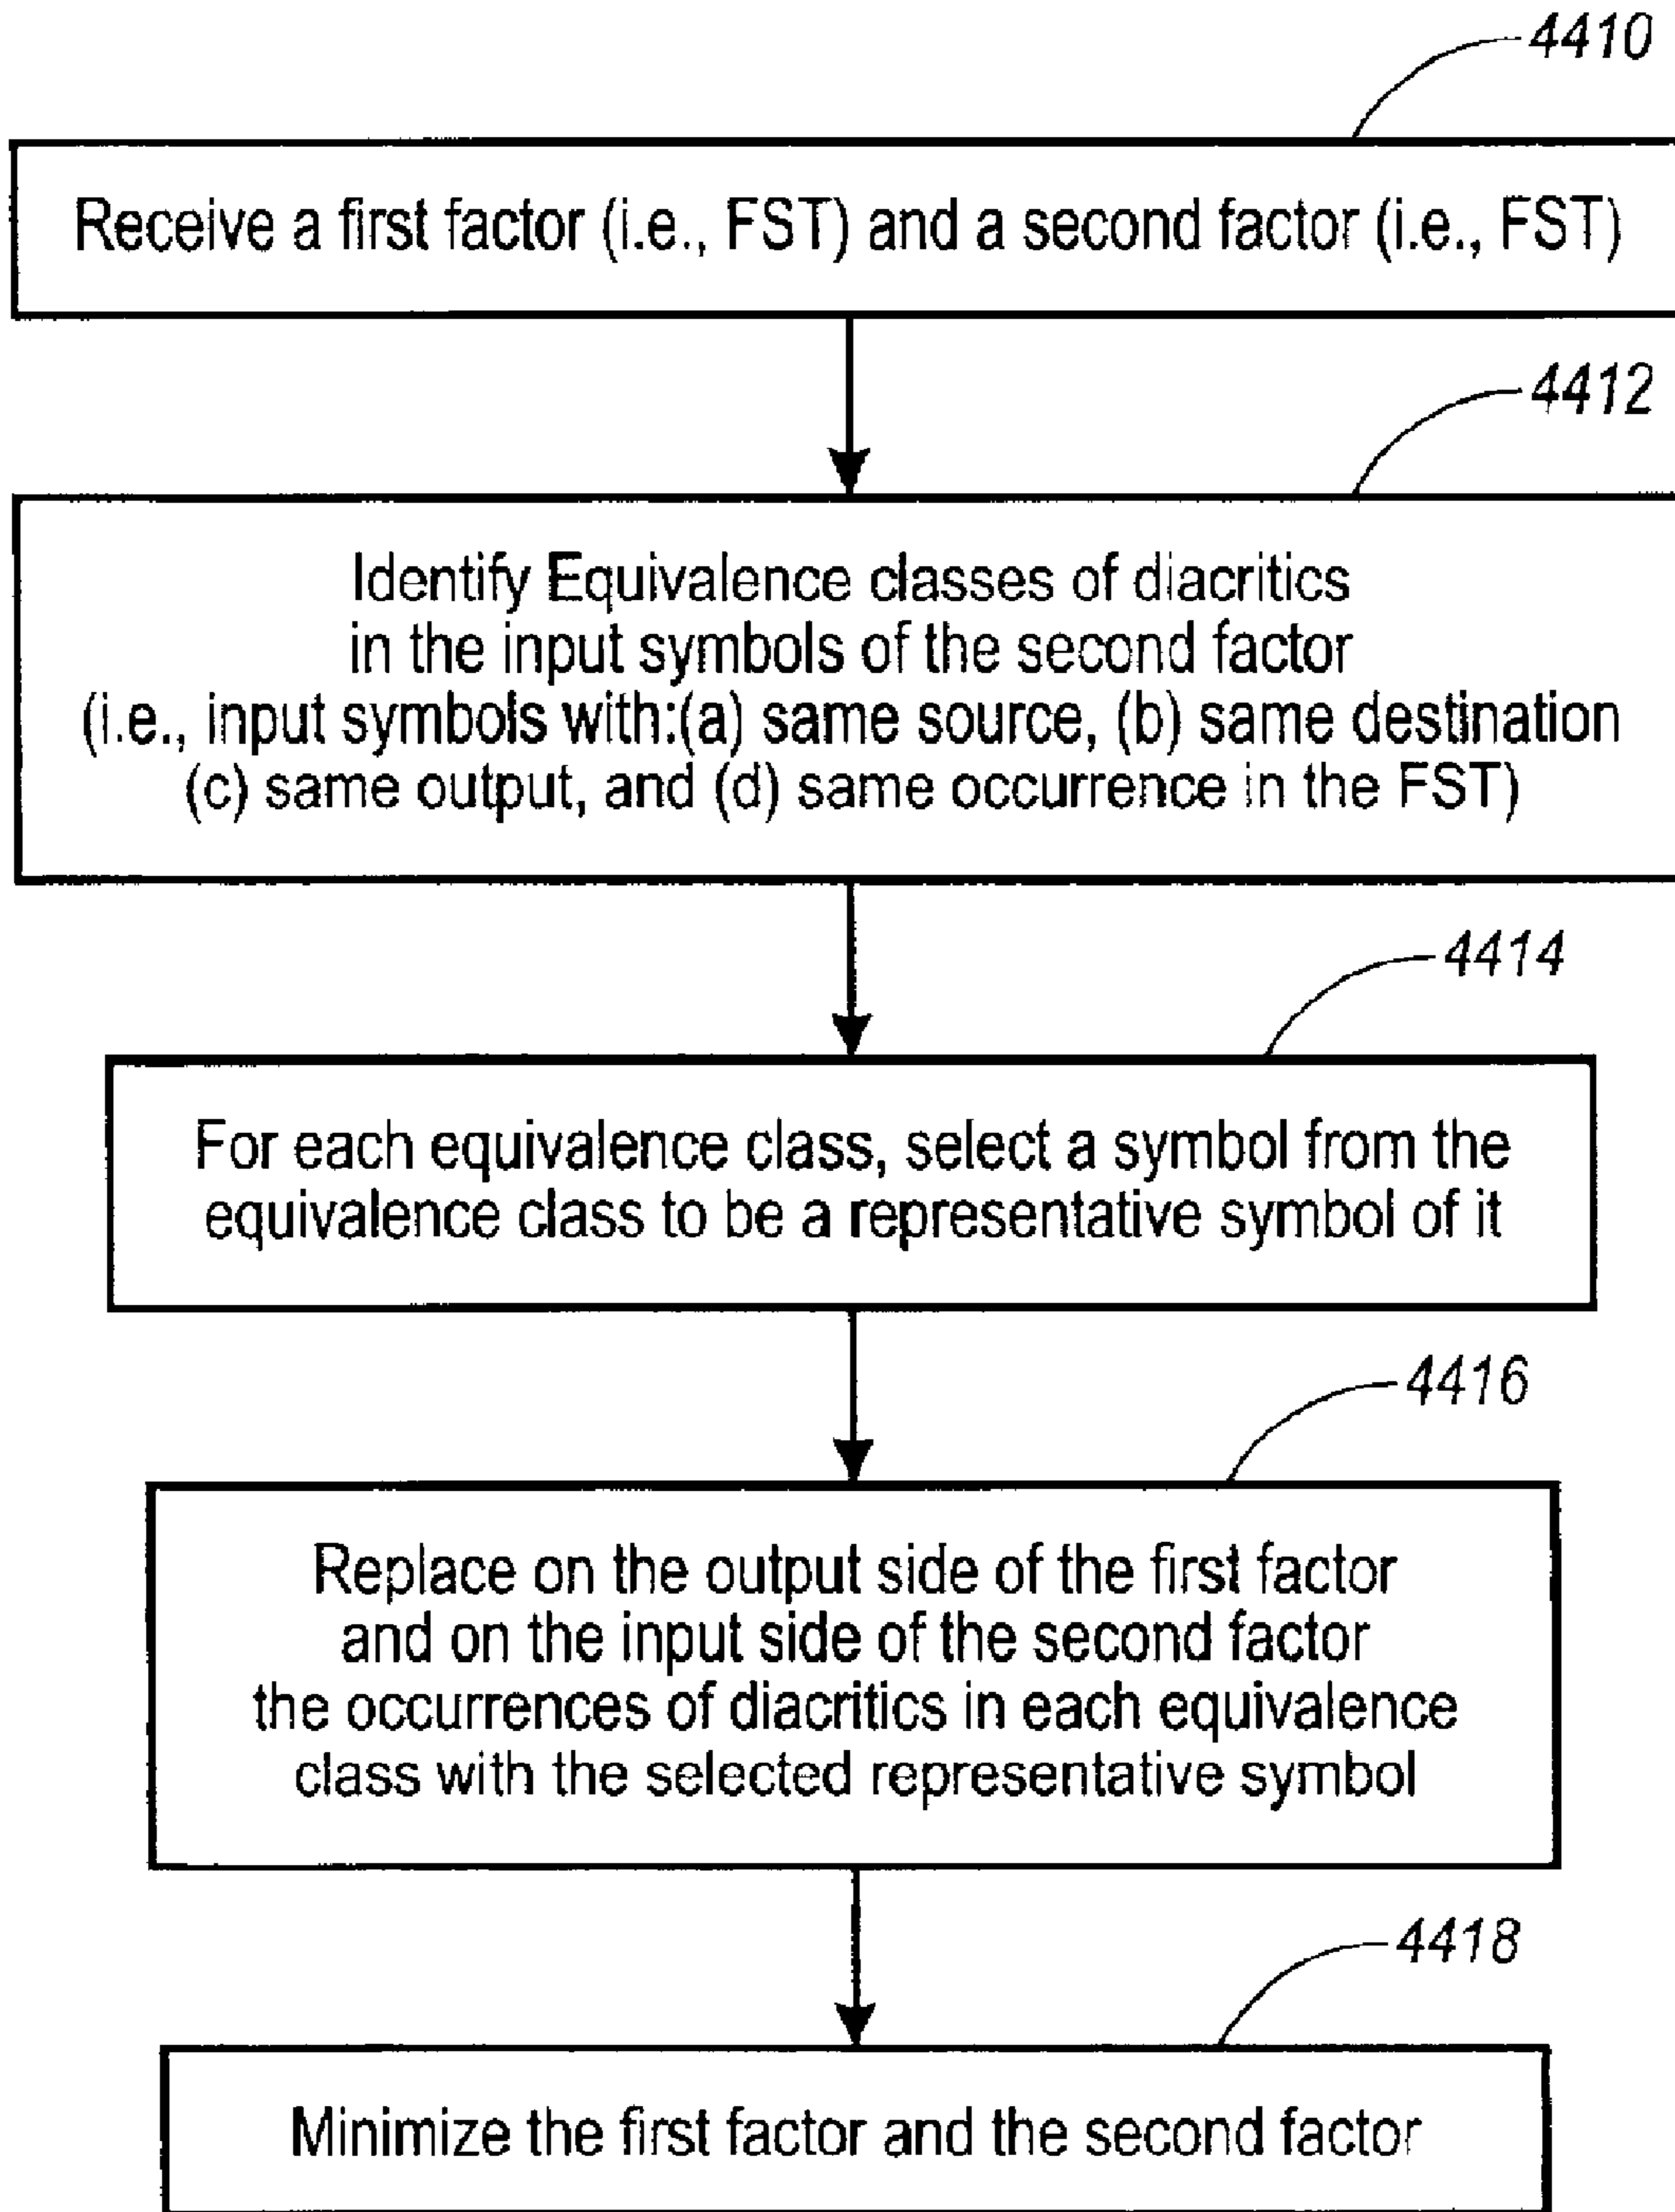 4410
Receive a first factor (i.e., FST) and a second factor (i.e., FST)
4412
Identify Equivalence classes of diacritics
in the input symbols of the second factor
(i.e., input symbols with:(a) same source, (b) same destination
(c) same output, and (d) same occurrence in the FST)
4414
For each equivalence class, select a symbol from the
equivalence class to be a representative symbol of it
4416
Replace on the output side of the first factor
and on the input side of the second factor
the occurrences of diacritics in each equivalence
class with the selected representative symbol
4418
Minimize the first factor and the second factor